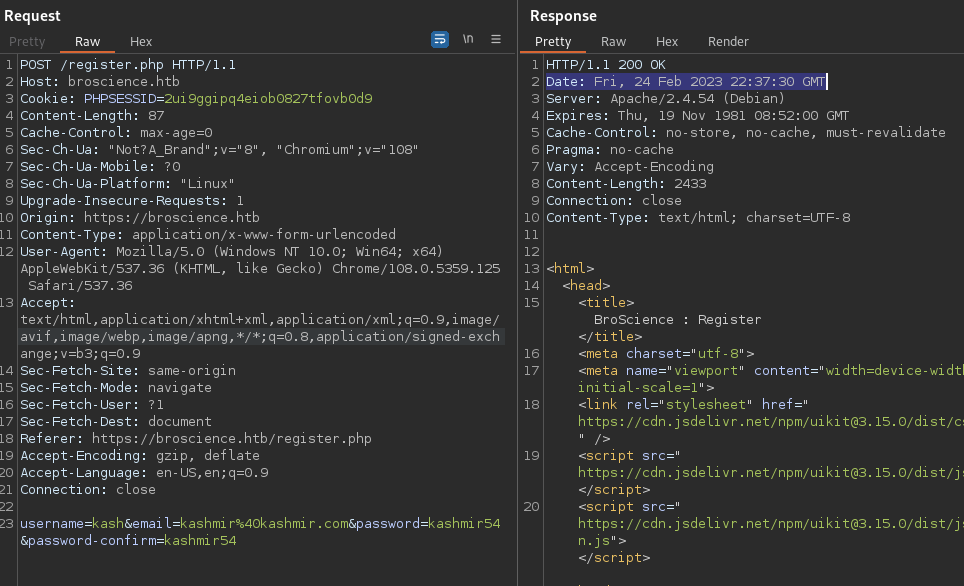 Request
Pretty Raw Hex \n
1 POST /register.php HTTP/1.1
2 Host: broscience.htb
3 Cookie: PHPSESSID=2ui9ggipq4eiob0827tfovb0d9
4 Content-Length: 87
5 Cache-Control: max-age=0
6 Sec-Ch-Ua: "Not?A_Brand";v="8", "Chromium";v="108"
7 Sec-Ch-Ua-Mobile: ?0
8 Sec-Ch-Ua-Platform: "Linux"
9 Upgrade-Insecure-Requests: 1
10 Origin: https://broscience.htb
11 Content-Type: application/x-www-form-urlencoded
12 User-Agent: Mozilla/5.0 (Windows NT 10.0; Win64; x64)
AppleWebKit/537.36 (KHTML, like Gecko) Chrome/108.0.5359.125
Safari/537.36
13 Accept:
text/html,application/xhtml+xml,application/xml;q=0.9,image/
avif,image/webp,image/apng,*/*;q=0.8,application/signed-exch
ange;v=b3;q=0.9
14 Sec-Fetch-Site: same-origin
15 Sec-Fetch-Mode: navigate
16 Sec-Fetch-User: ?1
17 Sec-Fetch-Dest: document
18 Referer: https://broscience.htb/register.php
19 Accept-Encoding: gzip, deflate
20 Accept-Language: en-US,en;q=0.9
21 Connection: close
22
23 username=kash&email=kashmir%40kashmir.com&password=kashmir54
&password-confirm=kashmir54
Response
Pretty Raw Hex Render
1 HTTP/1.1 200 OK
2 Date: Fri, 24 Feb 2023 22:37:30 GMT
3 Server: Apache/2.4.54 (Debian)
4 Expires: Thu, 19 Nov 1981 08:52:00 GMT
5 Cache-Control: no-store, no-cache, must-revalidate
6 Pragma: no-cache
7 Vary: Accept-Encoding
8 Content-Length: 2433
9 Connection: close
10 Content-Type: text/html; charset=UTF-8
11
12
13 <html>
14 <head>
15 <title>
BroScience : Register
</title>
16 <meta charset="utf-8">
17 <meta name="viewport" content="width=device-widt
initial-scale=1">
18 <link rel="stylesheet" href="
https://cdn.jsdelivr.net/npm/uikit@3.15.0/dist/cs
" />
19 <script src="
https://cdn.jsdelivr.net/npm/uikit@3.15.0/dist/js
</script>
20 <script src="
https://cdn.jsdelivr.net/npm/uikit@3.15.0/dist/js
n.js">
</script>